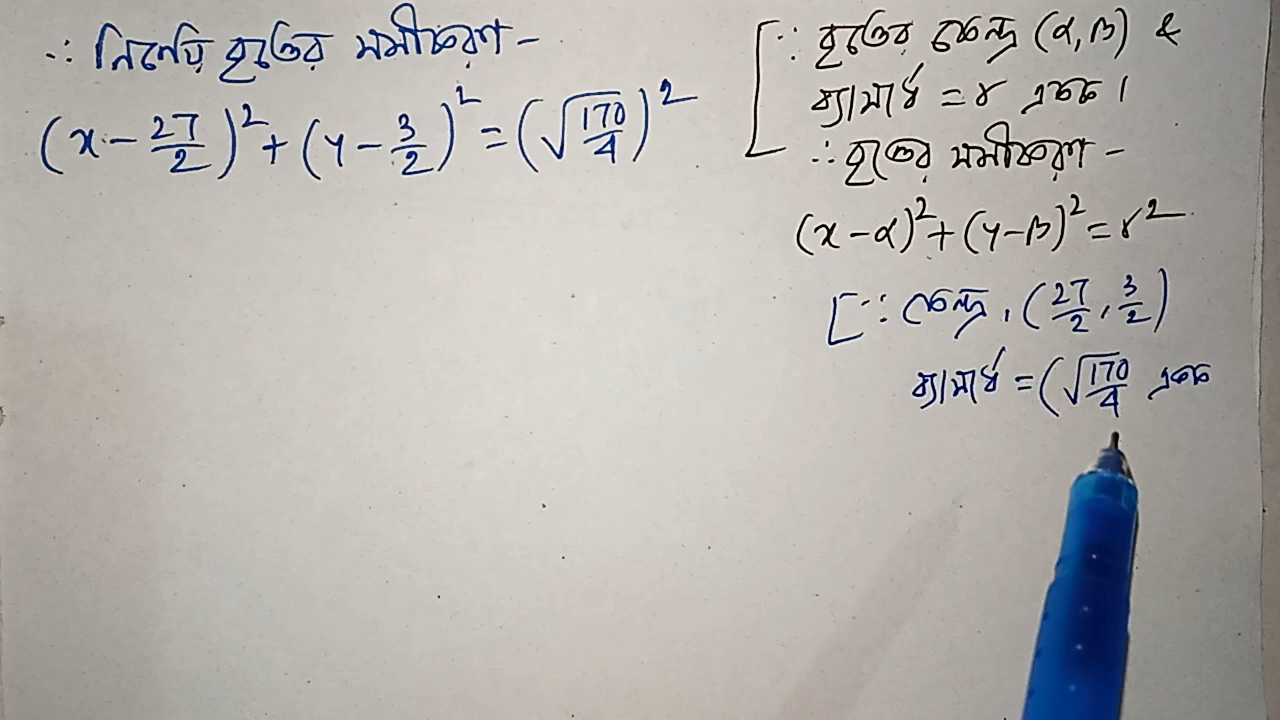 ∴ নির্ণেয় বৃত্তের সমীকরণ -
(x - 27/2)² + (y - 3/2)² = (√170/4)²
[∵ বৃত্তের কেন্দ্র (α, β) &
ব্যাসার্ধ = r একক।
∴ বৃত্তের সমীকরণ -
(x - α)² + (y - β)² = r²
[∵ কেন্দ্র, (27/2, 3/2)
ব্যাসার্ধ = (√170/4 একক